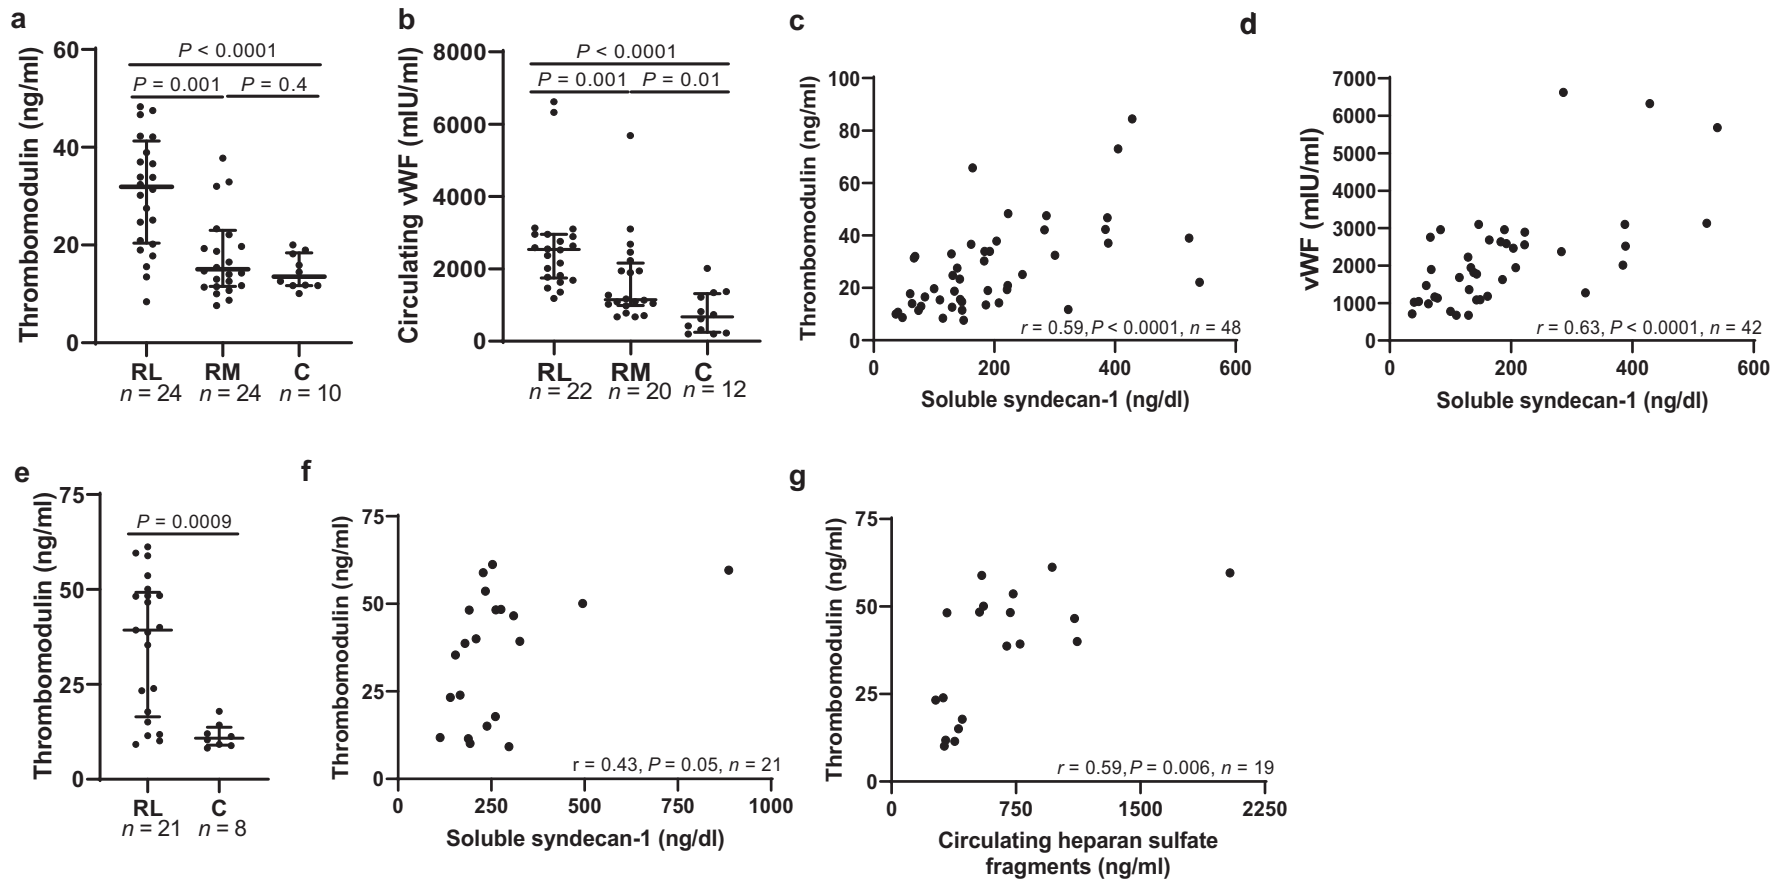 a
Thrombomodulin (ng/ml)
60
40
20
0
P < 0.0001
P = 0.001
P = 0.4
RL
RM
C
n = 24
n = 24
n = 10
b
Circulating vWF (mIU/ml)
8000
6000
4000
2000
0
P < 0.0001
P = 0.001
P = 0.01
RL
RM
C
n = 22
n = 20
n = 12
c
Thrombomodulin (ng/ml)
100
80
60
40
20
0
r = 0.59, P < 0.0001, n = 48
0
200
400
600
Soluble syndecan-1 (ng/dl)
d
vWF (mIU/ml)
7000
6000
5000
4000
3000
2000
1000
0
r = 0.63, P < 0.0001, n = 42
0
200
400
600
Soluble syndecan-1 (ng/dl)
e
Thrombomodulin (ng/ml)
75
50
25
0
P = 0.0009
RL
C
n = 21
n = 8
f
Thrombomodulin (ng/ml)
75
50
25
0
r = 0.43, P = 0.05, n = 21
0
250
500
750
1000
Soluble syndecan-1 (ng/dl)
g
Thrombomodulin (ng/ml)
75
50
25
0
r = 0.59, P = 0.006, n = 19
0
750
1500
2250
Circulating heparan sulfate
fragments (ng/ml)